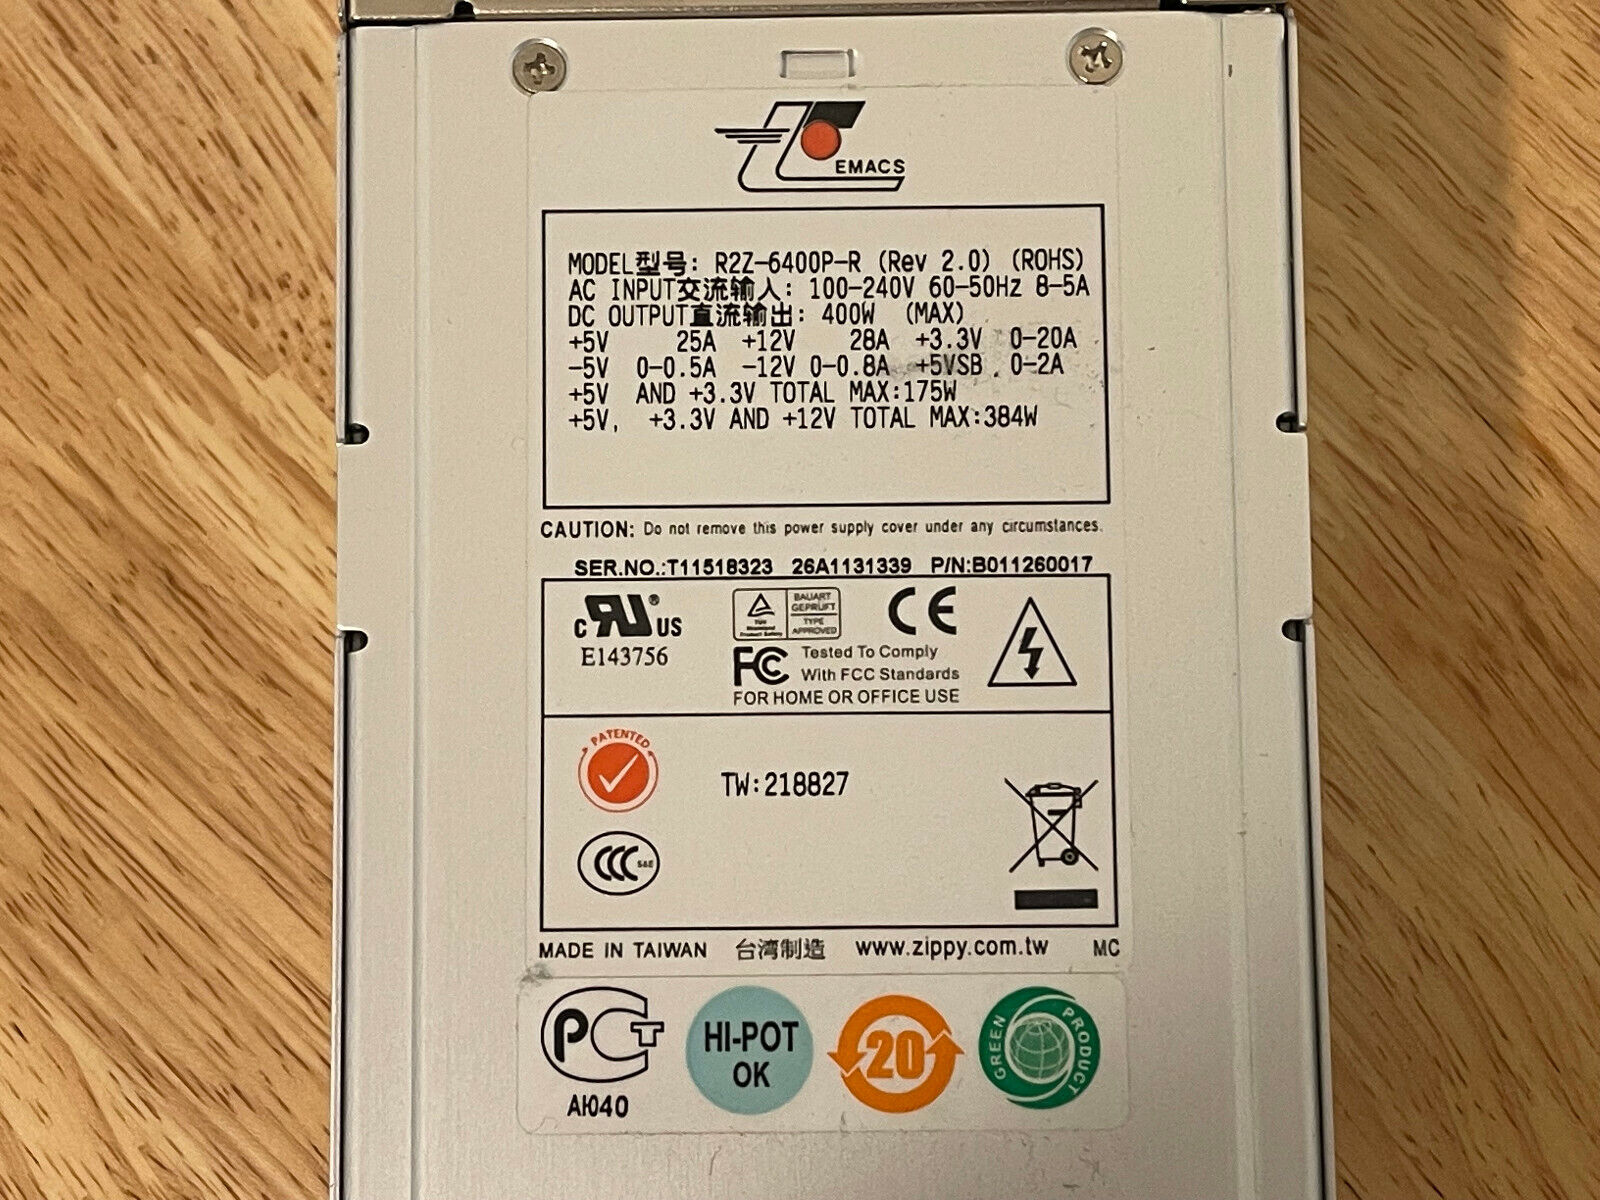 EMACS
MODEL型号: R2Z-6400P-R (Rev 2.0) (ROHS)
AC INPUT交流输入: 100-240V 60-50Hz 8-5A
DC OUTPUT直流输出: 400W (MAX)
+5V 25A +12V 28A +3.3V 0-20A
-5V 0-0.5A -12V 0-0.8A +5VSB 0-2A
+5V AND +3.3V TOTAL MAX:175W
+5V, +3.3V AND +12V TOTAL MAX:384W
CAUTION: Do not remove this power supply cover under any circumstances.
SER.NO.:T11518323 26A1131339 P/N:B011260017
c RU ® US
E143756
TÜV Rheinland Product Safety
BAUART GEPRÜFT
TYPE APPROVED
CE
FC Tested To Comply
With FCC Standards
FOR HOME OR OFFICE USE
PATENTED
TW:218827
CCC S&E
MADE IN TAIWAN 台湾制造 www.zippy.com.tw MC
PCT
АЮ40
HI-POT
OK
20
GREEN PRODUCT